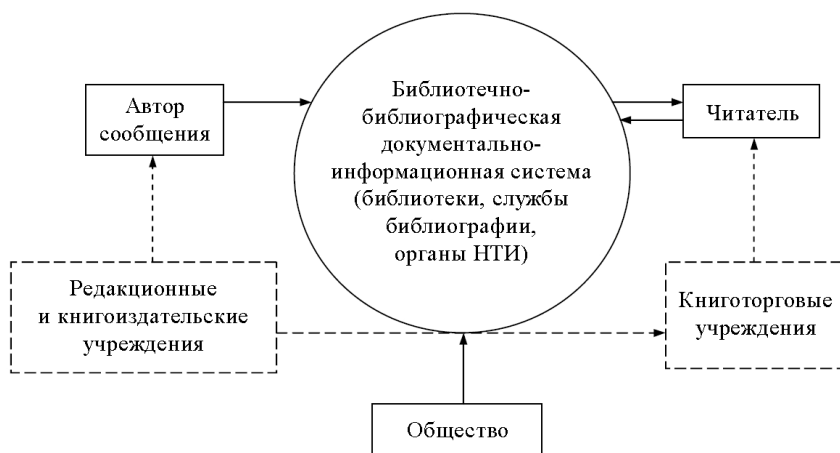 Автор
сообщения
Библиотечно-
библиографическая
документально-
информационная система
(библиотеки, службы
библиографии,
органы НТИ)
Читатель
Редакционные
и книгоиздательские
учреждения
Книготорговые
учреждения
Общество